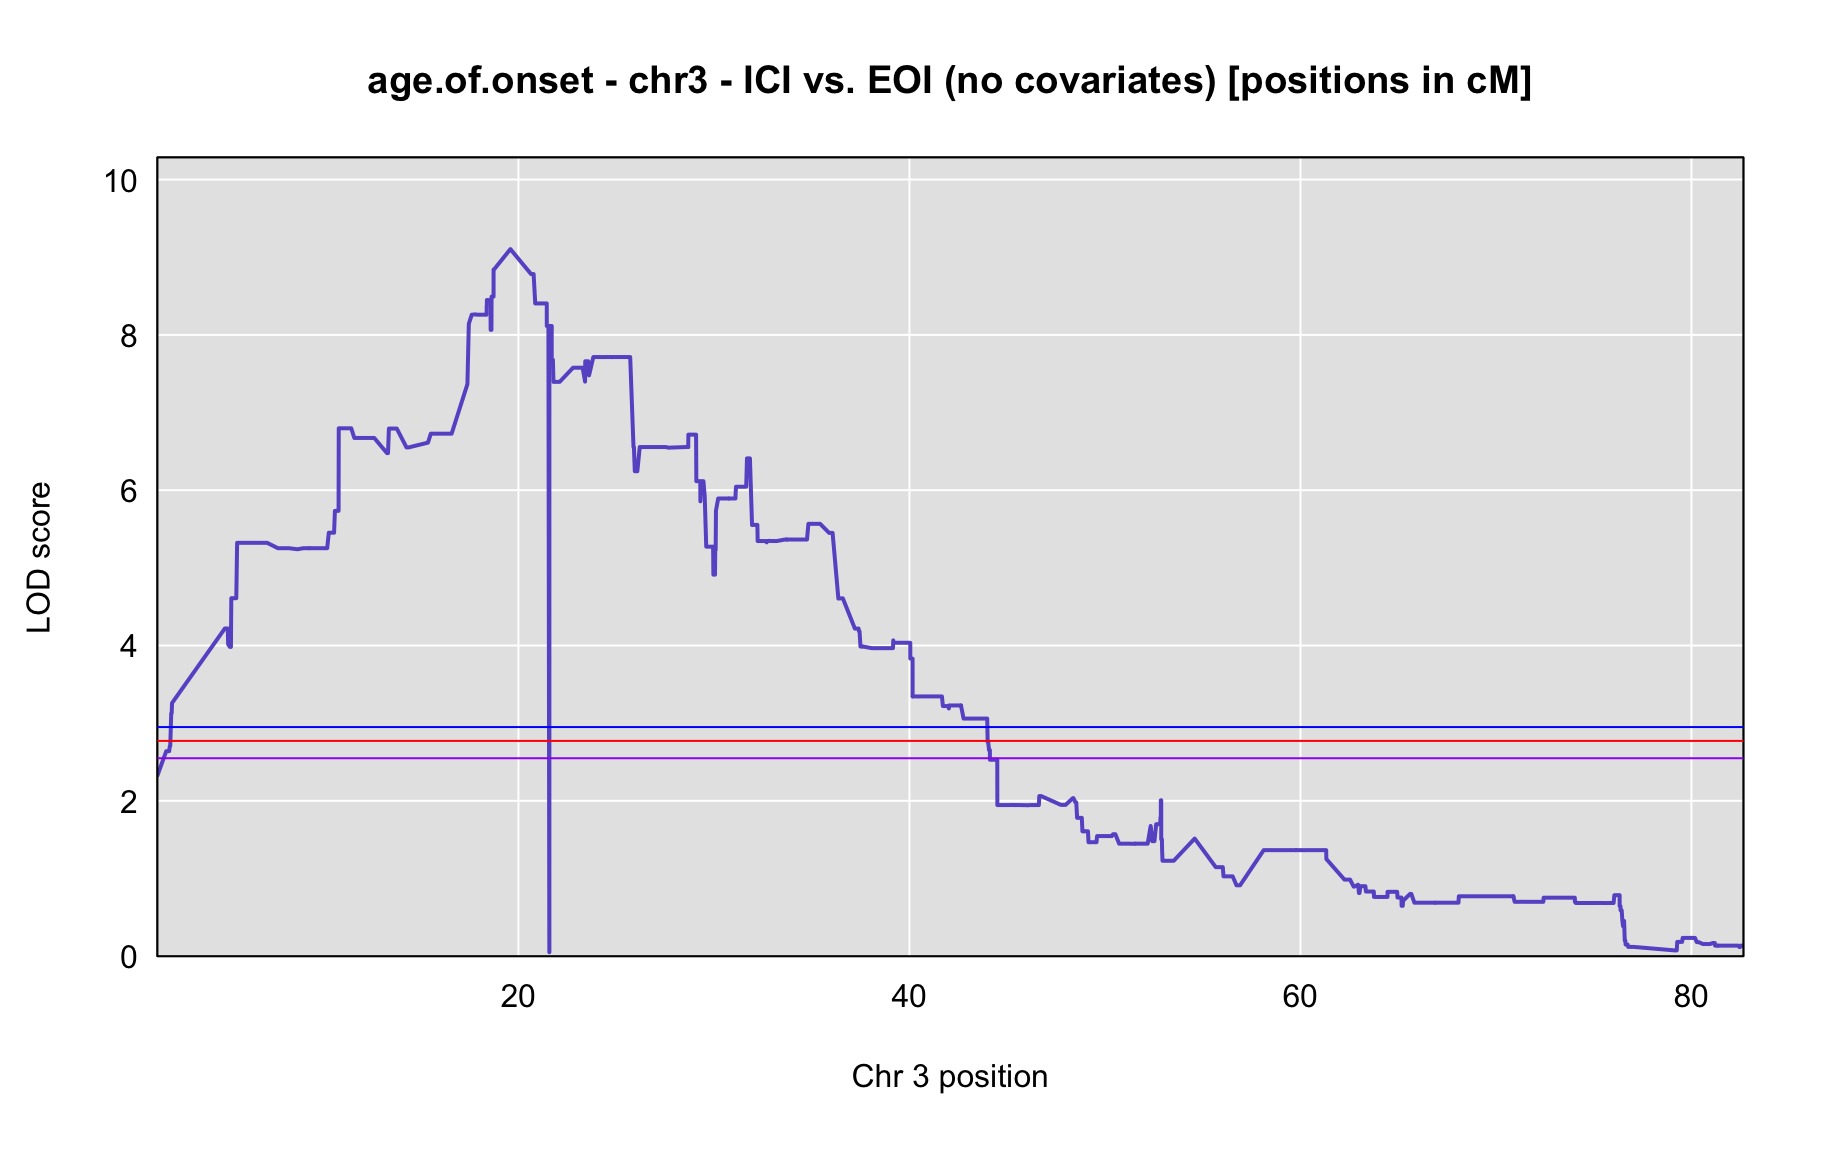 age.of.onset - chr3 - ICI vs. EOI (no covariates) [positions in cM]
10
8
6
4
2
0
LOD score
20 40 60 80
Chr 3 position